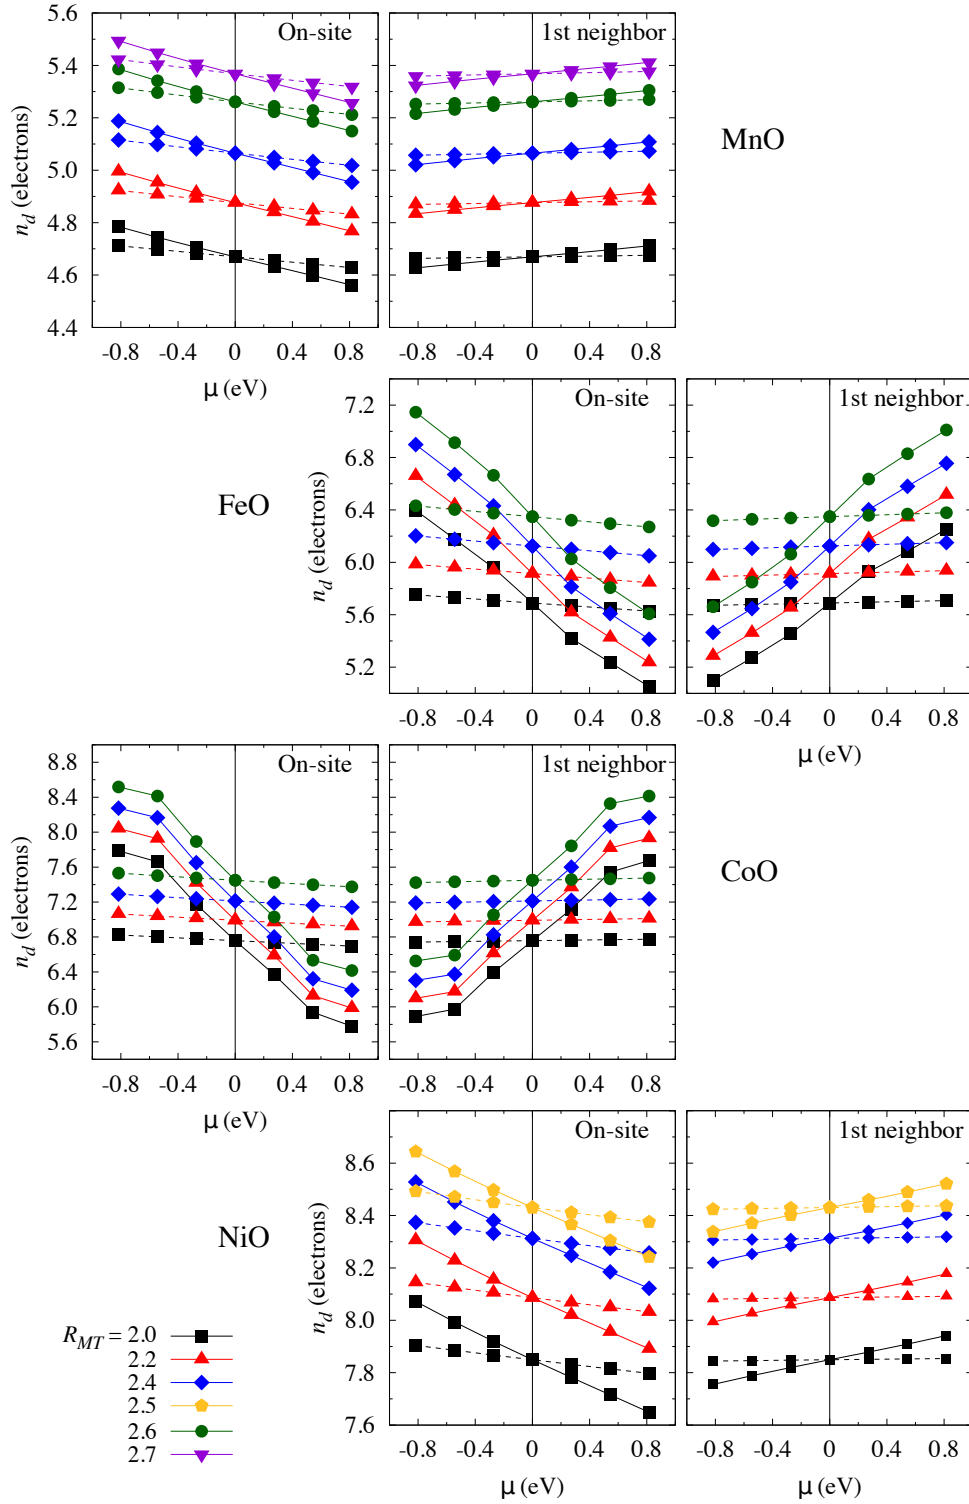 On-site
1st neighbor
5.6
5.4
5.2
5.0
4.8
4.6
4.4
n_d (electrons)
MnO
-0.8 -0.4 0 0.4 0.8
-0.8 -0.4 0 0.4 0.8
μ (eV)
On-site
1st neighbor
7.2
6.8
6.4
6.0
5.6
5.2
n_d (electrons)
FeO
-0.8 -0.4 0 0.4 0.8
-0.8 -0.4 0 0.4 0.8
μ (eV)
On-site
1st neighbor
8.8
8.4
8.0
7.6
7.2
6.8
6.4
6.0
5.6
n_d (electrons)
CoO
-0.8 -0.4 0 0.4 0.8
-0.8 -0.4 0 0.4 0.8
μ (eV)
On-site
1st neighbor
8.8
8.6
8.4
8.2
8.0
7.8
7.6
n_d (electrons)
NiO
-0.8 -0.4 0 0.4 0.8
-0.8 -0.4 0 0.4 0.8
μ (eV)
μ (eV)
R_MT = 2.0
2.2
2.4
2.5
2.6
2.7